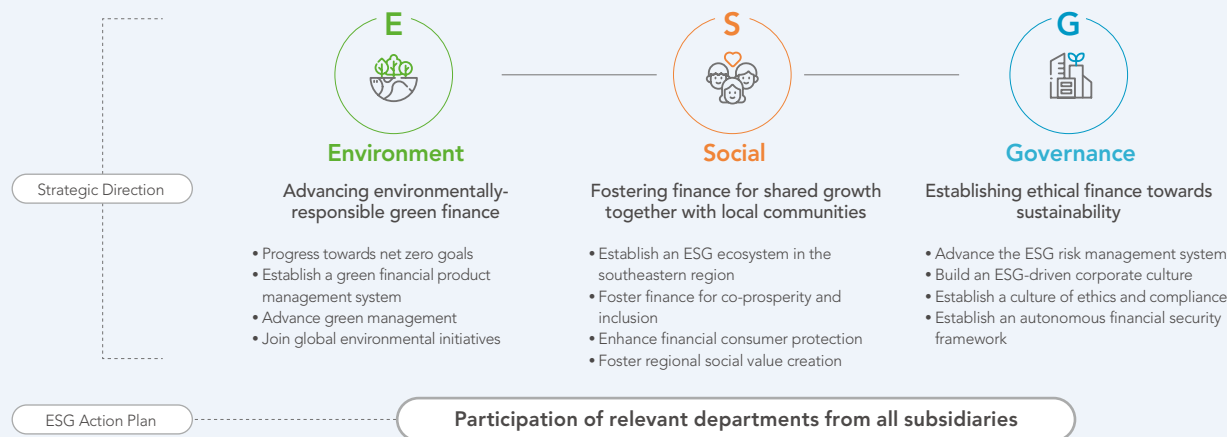 Strategic Direction
E
Environment
Advancing environmentally-
responsible green finance
• Progress towards net zero goals
• Establish a green financial product
management system
• Advance green management
• Join global environmental initiatives
S
Social
Fostering finance for shared growth
together with local communities
• Establish an ESG ecosystem in the
southeastern region
• Foster finance for co-prosperity and
inclusion
• Enhance financial consumer protection
• Foster regional social value creation
G
Governance
Establishing ethical finance towards
sustainability
• Advance the ESG risk management system
• Build an ESG-driven corporate culture
• Establish a culture of ethics and compliance
• Establish an autonomous financial security
framework
ESG Action Plan
Participation of relevant departments from all subsidiaries